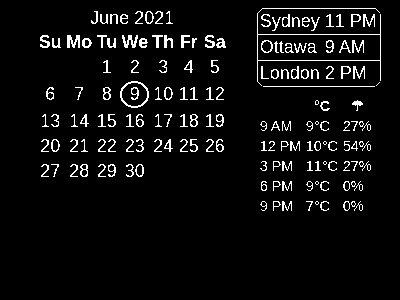 June 2021
Su Mo Tu We Th Fr Sa
1 2 3 4 5
6 7 8 9 10 11 12
13 14 15 16 17 18 19
20 21 22 23 24 25 26
27 28 29 30
Sydney 11 PM
Ottawa 9 AM
London 2 PM
°C ☂
9 AM 9°C 27%
12 PM 10°C 54%
3 PM 11°C 27%
6 PM 9°C 0%
9 PM 7°C 0%